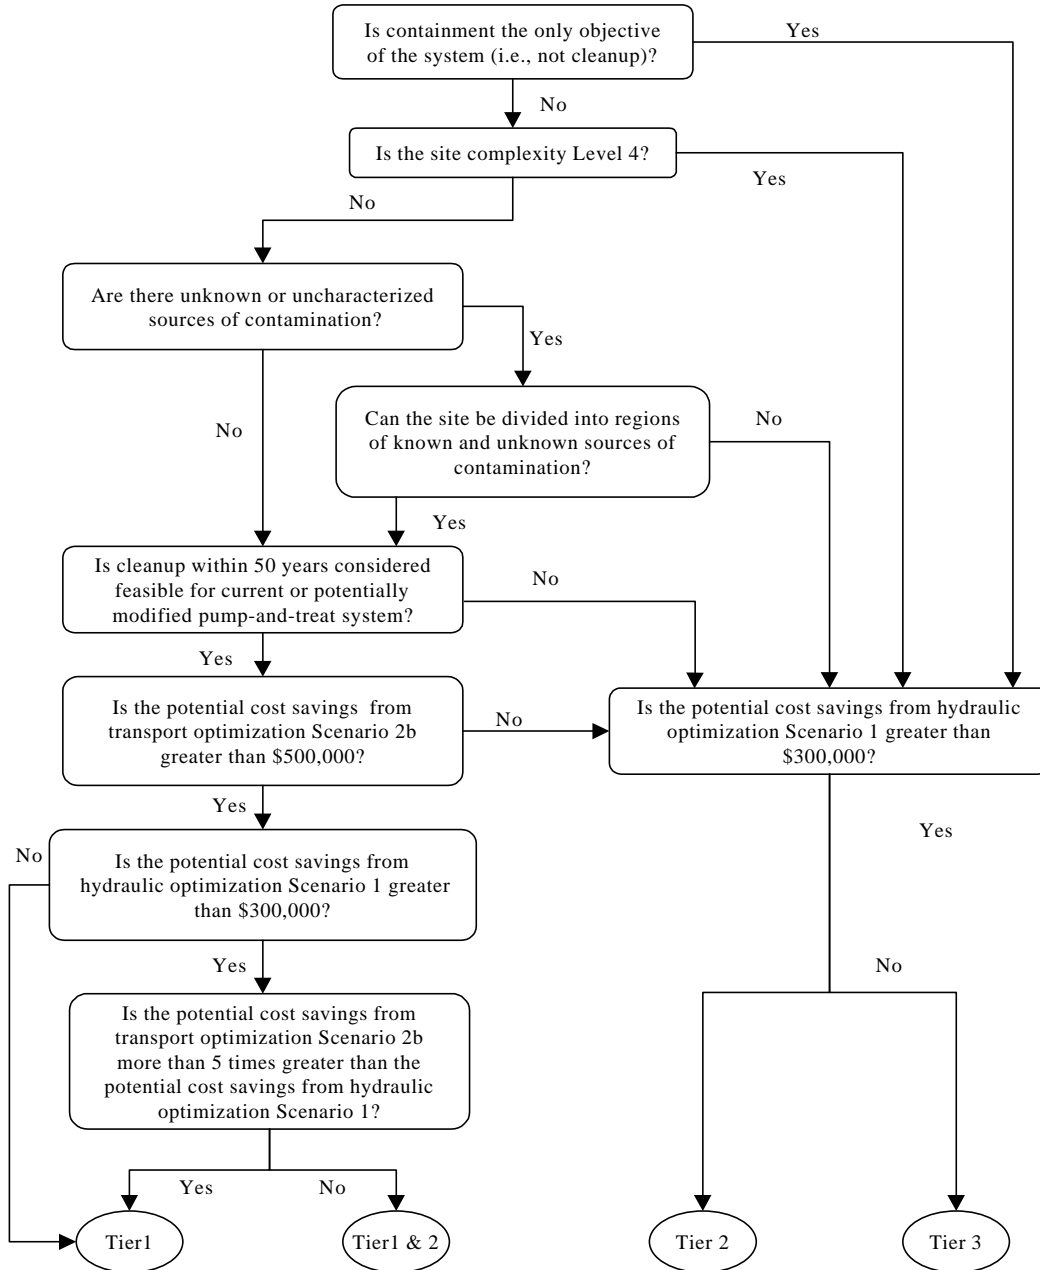 Is containment the only objective
of the system (i.e., not cleanup)?
Yes
No
Is the site complexity Level 4?
Yes
No
Are there unknown or uncharacterized
sources of contamination?
Yes
No
Can the site be divided into regions
of known and unknown sources of
contamination?
No
Yes
Is cleanup within 50 years considered
feasible for current or potentially
modified pump-and-treat system?
No
Yes
Is the potential cost savings from
transport optimization Scenario 2b
greater than $500,000?
No
Is the potential cost savings from hydraulic
optimization Scenario 1 greater than
$300,000?
Yes
Yes
No
Is the potential cost savings from
hydraulic optimization Scenario 1 greater
than $300,000?
Yes
No
Is the potential cost savings from
transport optimization Scenario 2b
more than 5 times greater than the
potential cost savings from hydraulic
optimization Scenario 1?
Yes
No
Tier1
Tier1 & 2
Tier 2
Tier 3